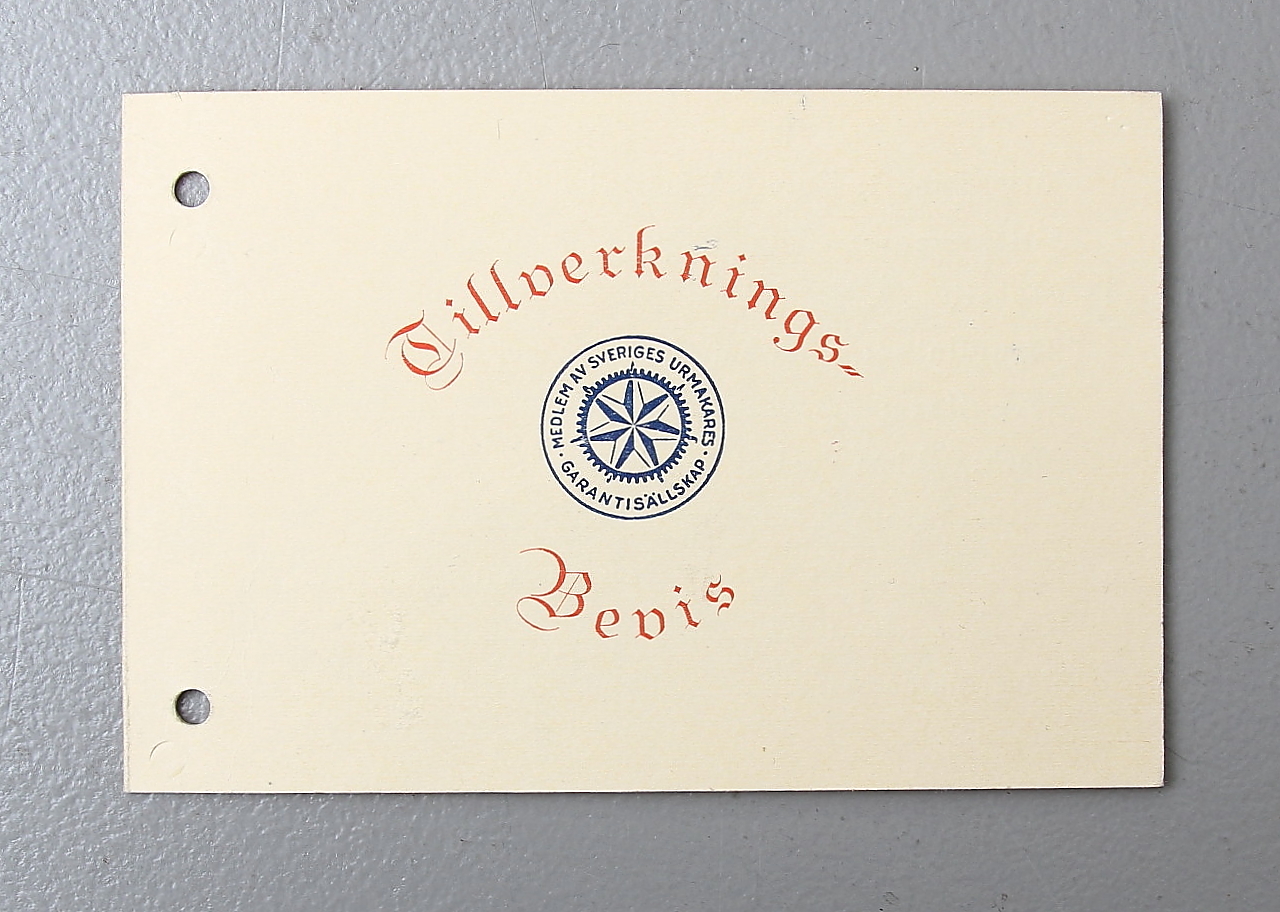 Tillverknings-
MEDLEM AV SVERIGES URMAKARES
· GARANTISÄLLSKAP ·
Bevis